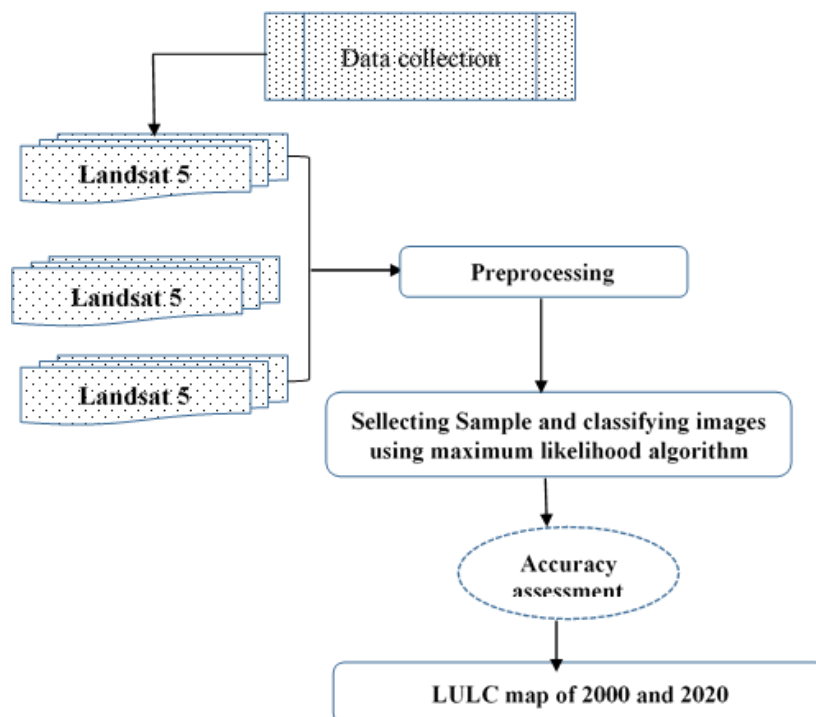 Data collection
Landsat 5
Landsat 5
Landsat 5
Preprocessing
Sellecting Sample and classifying images
using maximum likelihood algorithm
Accuracy
assessment
LULC map of 2000 and 2020